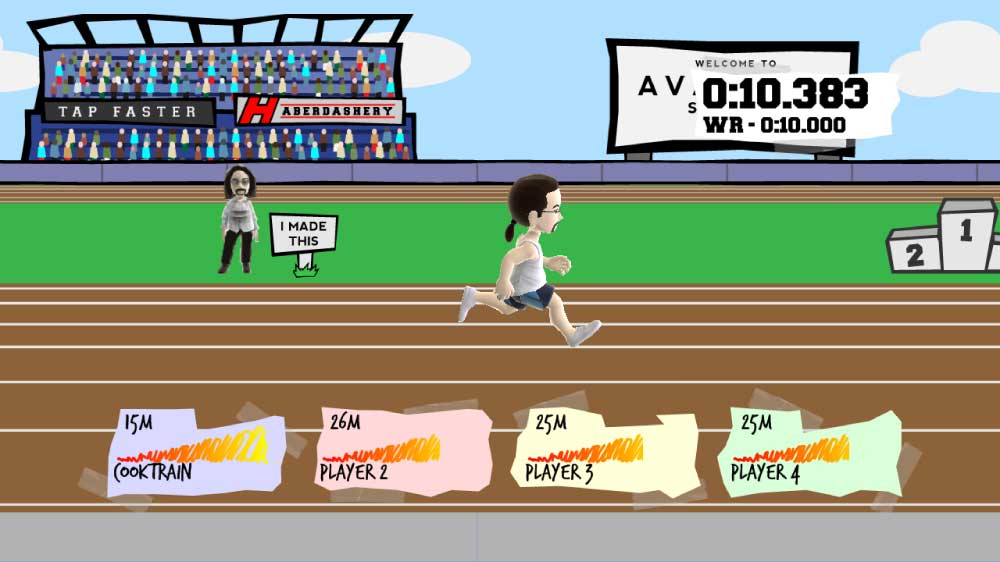 TAP FASTER
HABERDASHERY
WELCOME TO
0:10.383
WR - 0:10.000
I MADE
THIS
2
1
15M
COOKTRAIN
26M
PLAYER 2
25M
PLAYER 3
25M
PLAYER 4